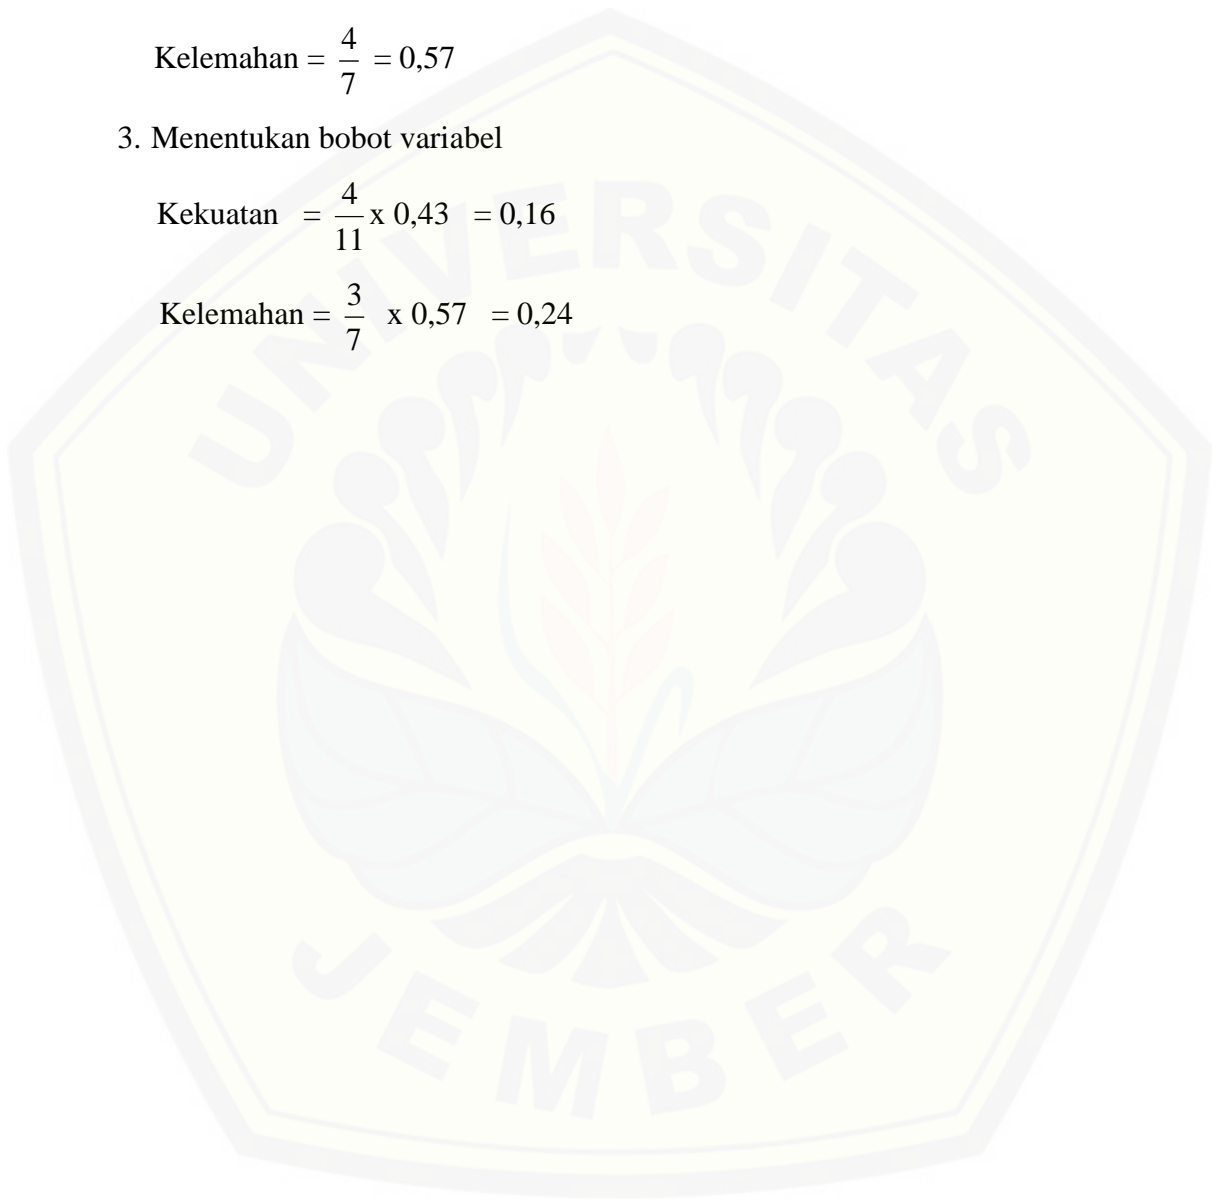 Kelemahan = 4/7 = 0,57
3. Menentukan bobot variabel
Kekuatan = 4/11 x 0,43 = 0,16
Kelemahan = 3/7 x 0,57 = 0,24
UNIVERSITAS
JEMBER